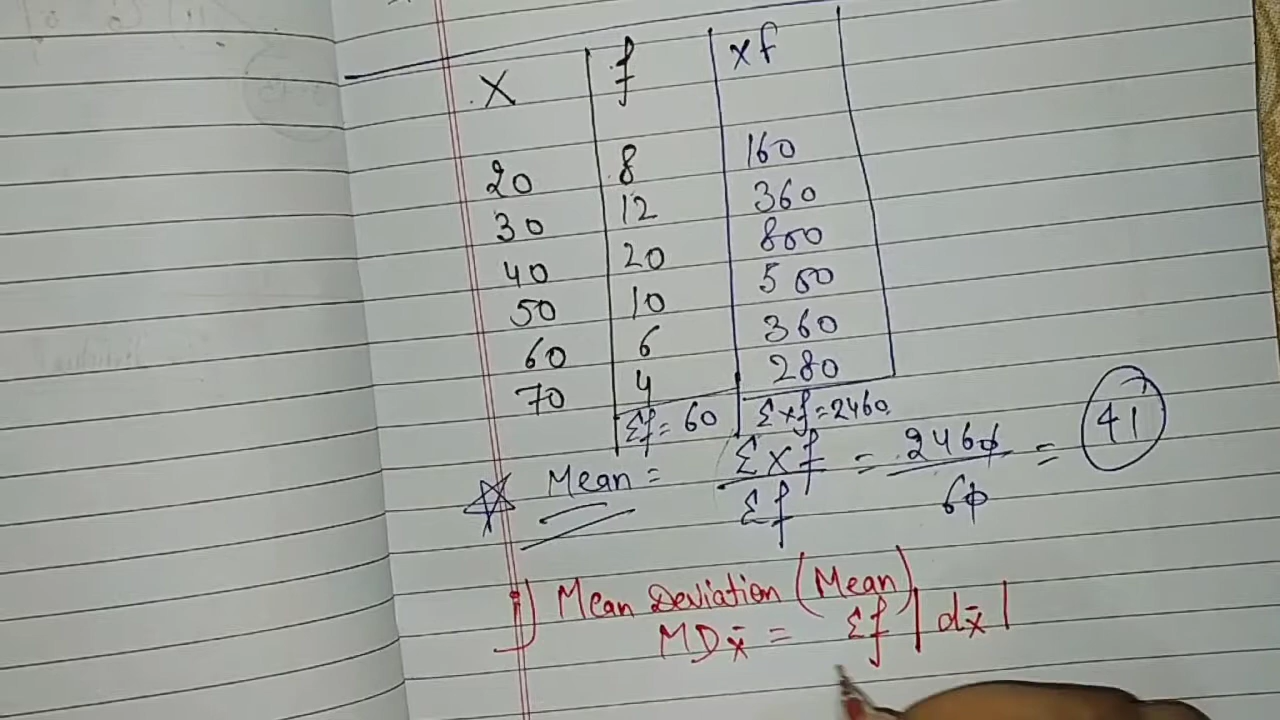 X f xf
20 8 160
30 12 360
40 20 800
50 10 500
60 6 360
70 4 280
Σf = 60 Σxf = 2460
Mean = Σxf / Σf = 2460 / 60 = 41
1) Mean Deviation (Mean)
MDx̄ = Σf |dx̄|